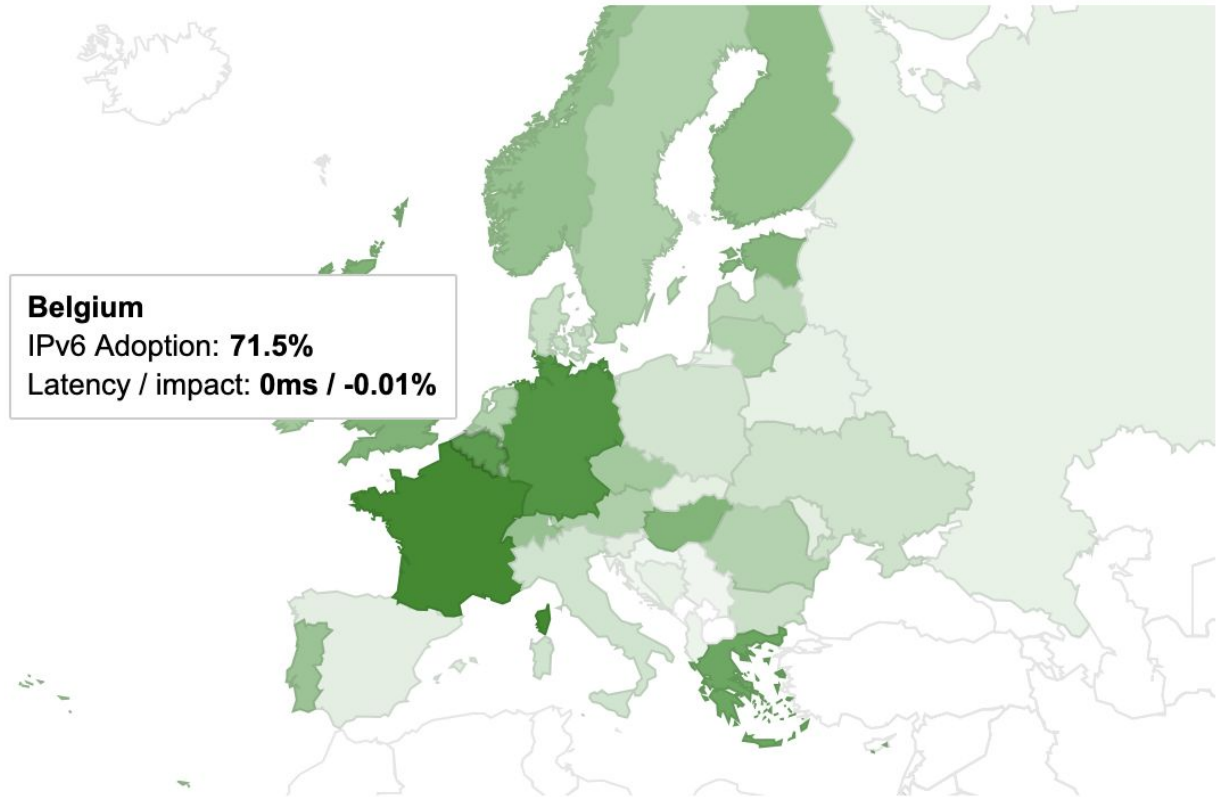 Belgium
IPv6 Adoption: 71.5%
Latency / impact: 0ms / -0.01%